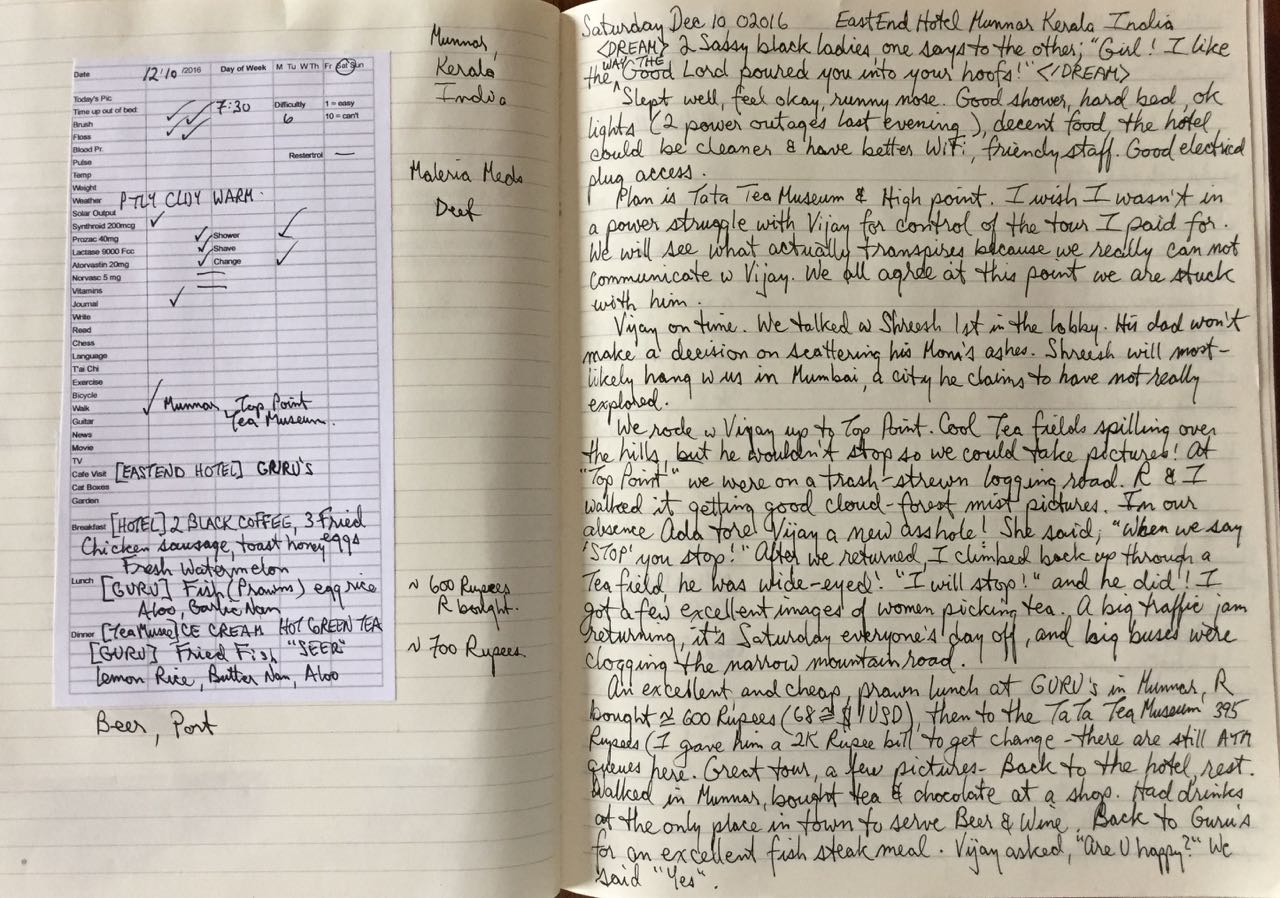 Munnar,
Kerala
India
Date 12/10 /2016 Day of Week M Tu W Th Fr Sat Sun
Today's Pic
Time up out of bed: 7:30 Difficulty 1 = easy
Brush 6 10 = can't
Floss
Blood Pr.
Pulse Restertrol —
Temp
Weight
Weather PTLY CLDY WARM.
Solar Output
Synthroid 200mcg
Prozac 40mg Shower
Lactase 9000 Fcc Shave
Atorvastin 20mg Change
Norvasc 5 mg
Vitamins
Journal
Write
Read
Chess
Language
T'ai Chi
Exercise
Bicycle
Walk Munnar Top Point
Guitar Tea Museum.
News
Movie
TV
Cafe Visit [EASTEND HOTEL] GRURU'S
Cat Boxes
Garden
Breakfast [HOTEL] 2 BLACK COFFEE, 3 Fried
Chicken sausage, toast honey eggs
Fresh Watermelon
Lunch [GURU] Fish (Prawns) egg rice
Aloo, Garlic Nan
Dinner [Tea Musee] ICE CREAM HOT GREEN TEA
[GURU] Fried Fish "SEER"
Lemon Rice, Butter Nan, Aloo
Beer, Port
Maleria Meds
Deet
~ 600 Rupees
R bought.
~ 700 Rupees.
Saturday Dec 10 02016 EastEnd Hotel Munnar Kerala India
<DREAM> 2 Sassy black ladies, one says to the other; "Girl! I like
the WAY THE Good Lord poured you into your hoofs!" </DREAM>
Slept well, feel okay, runny nose. Good shower, hard bed, ok
lights (2 power outages last evening), decent food, the hotel
could be cleaner & have better WiFi, friendly staff. Good electrical
plug access.
Plan is Tata Tea Museum & High point. I wish I wasn't in
a power struggle with Vijay for control of the tour I paid for.
We will see what actually transpires because we really can not
communicate w Vijay. We all agree at this point we are stuck
with him.
Vijay on time. We talked w Shreesh 1st in the lobby. His dad won't
make a decision on scattering his Mom's ashes. Shreesh will most-
likely hang w us in Mumbai, a city he claims to have not really
explored.
We rode w Vijay up to Top Point. Cool Tea fields spilling over
the hills, but he wouldn't stop so we could take pictures! At
"Top Point" we were on a trash-strewn logging road. R & I
walked it getting good cloud-forest mist pictures. In our
absence Ada tore Vijay a new asshole! She said, "When we say
'STOP' you stop!" After we returned, I climbed back up through a
Tea field he was wide-eyed! "I will stop!" and he did! I
got a few excellent images of women picking tea. A big traffic jam
returning, it's Saturday everyone's day off, and big buses were
clogging the narrow mountain road.
An excellent and cheap, prawn lunch at GURU's in Munnar, R
bought ≅ 600 Rupees (68 ≅ $1 USD), then to the TaTa Tea Museum 395
Rupees (I gave him a 2K Rupee bill to get change - there are still ATM
queues here. Great tour, a few pictures- Back to the hotel, rest.
Walked in Munnar, bought tea & chocolate at a shop. Had drinks
at the only place in town to serve Beer & Wine. Back to Guru's
for an excellent fish steak meal. Vijay asked, "Are U happy?" We
said "Yes".